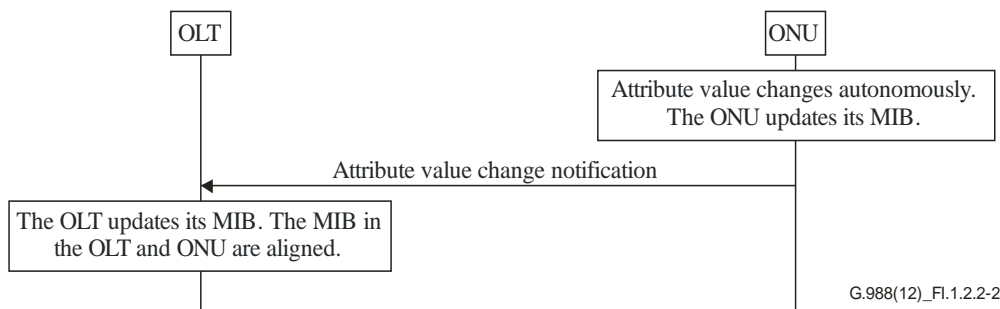 OLT
ONU
Attribute value changes autonomously.
The ONU updates its MIB.
Attribute value change notification
The OLT updates its MIB. The MIB in
the OLT and ONU are aligned.
G.988(12)_FI.1.2.2-2